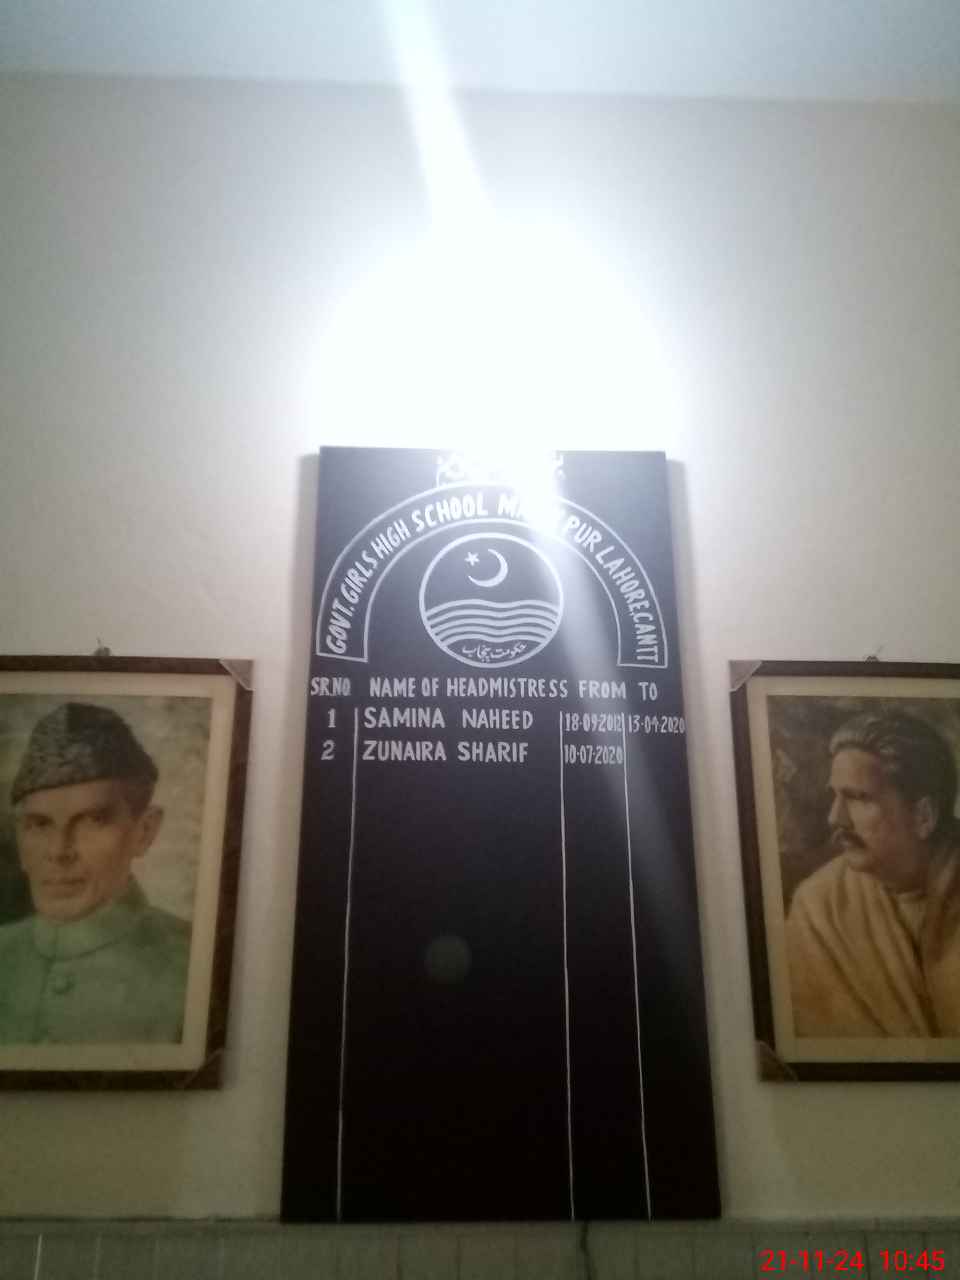 GOVT. GIRLS HIGH SCHOOL PUR LAHORE.CANTT
حکومت پنجاب
SR.NO NAME OF HEADMISTRESS FROM TO
1 SAMINA NAHEED 18-09-2012 13-04-2020
2 ZUNAIRA SHARIF 10-07-2020
21-11-24 10:45